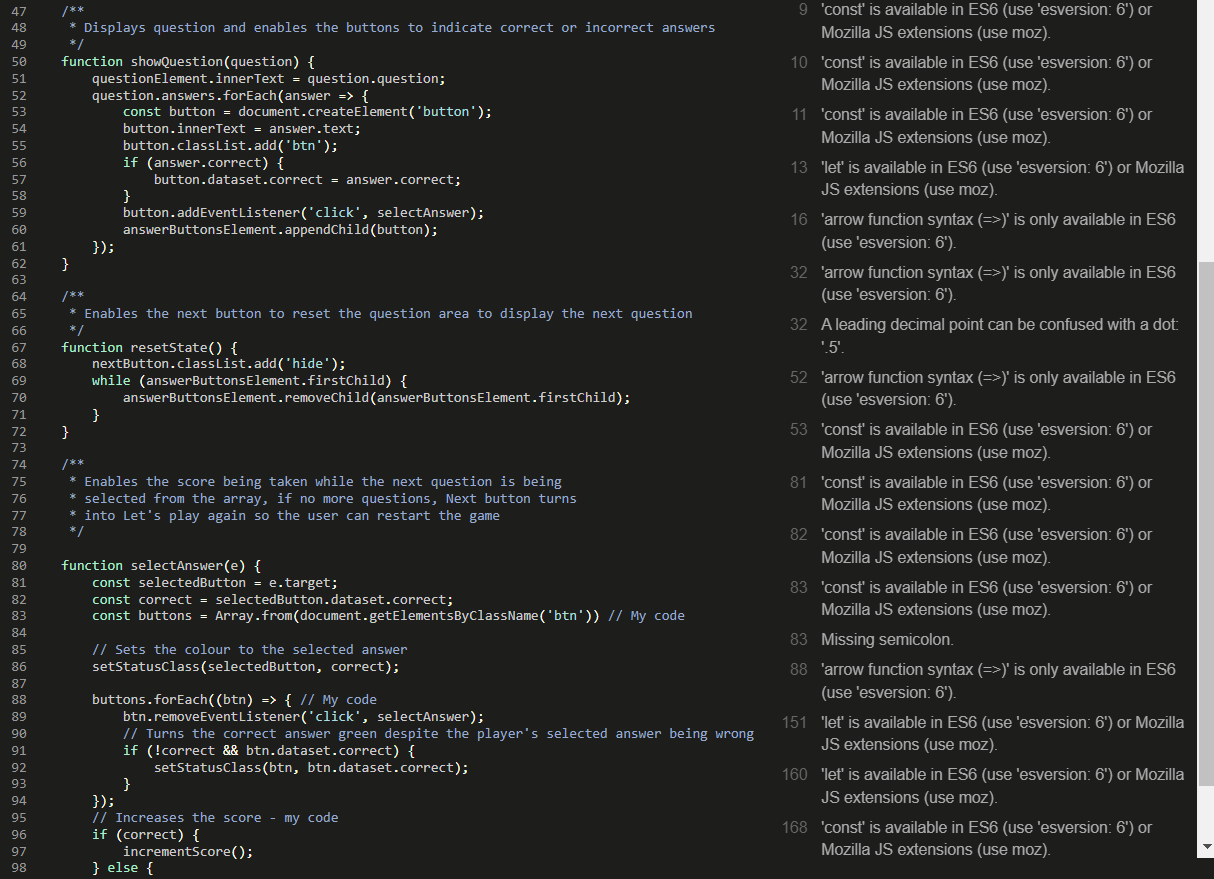 47 /**
48 * Displays question and enables the buttons to indicate correct or incorrect answers
49 */
50 function showQuestion(question) {
51 questionElement.innerText = question.question;
52 question.answers.forEach(answer => {
53 const button = document.createElement('button');
54 button.innerText = answer.text;
55 button.classList.add('btn');
56 if (answer.correct) {
57 button.dataset.correct = answer.correct;
58 }
59 button.addEventListener('click', selectAnswer);
60 answerButtonsElement.appendChild(button);
61 });
62 }
63
64 /**
65 * Enables the next button to reset the question area to display the next question
66 */
67 function resetState() {
68 nextButton.classList.add('hide');
69 while (answerButtonsElement.firstChild) {
70 answerButtonsElement.removeChild(answerButtonsElement.firstChild);
71 }
72 }
73
74 /**
75 * Enables the score being taken while the next question is being
76 * selected from the array, if no more questions, Next button turns
77 * into Let's play again so the user can restart the game
78 */
79
80 function selectAnswer(e) {
81 const selectedButton = e.target;
82 const correct = selectedButton.dataset.correct;
83 const buttons = Array.from(document.getElementsByClassName('btn')) // My code
84
85 // Sets the colour to the selected answer
86 setStatusClass(selectedButton, correct);
87
88 buttons.forEach((btn) => { // My code
89 btn.removeEventListener('click', selectAnswer);
90 // Turns the correct answer green despite the player's selected answer being wrong
91 if (!correct && btn.dataset.correct) {
92 setStatusClass(btn, btn.dataset.correct);
93 }
94 });
95 // Increases the score - my code
96 if (correct) {
97 incrementScore();
98 } else {
9 'const' is available in ES6 (use 'esversion: 6') or
Mozilla JS extensions (use moz).
10 'const' is available in ES6 (use 'esversion: 6') or
Mozilla JS extensions (use moz).
11 'const' is available in ES6 (use 'esversion: 6') or
Mozilla JS extensions (use moz).
13 'let' is available in ES6 (use 'esversion: 6') or Mozilla
JS extensions (use moz).
16 'arrow function syntax (=>)' is only available in ES6
(use 'esversion: 6').
32 'arrow function syntax (=>)' is only available in ES6
(use 'esversion: 6').
32 A leading decimal point can be confused with a dot:
'.5'.
52 'arrow function syntax (=>)' is only available in ES6
(use 'esversion: 6').
53 'const' is available in ES6 (use 'esversion: 6') or
Mozilla JS extensions (use moz).
81 'const' is available in ES6 (use 'esversion: 6') or
Mozilla JS extensions (use moz).
82 'const' is available in ES6 (use 'esversion: 6') or
Mozilla JS extensions (use moz).
83 'const' is available in ES6 (use 'esversion: 6') or
Mozilla JS extensions (use moz).
83 Missing semicolon.
88 'arrow function syntax (=>)' is only available in ES6
(use 'esversion: 6').
151 'let' is available in ES6 (use 'esversion: 6') or Mozilla
JS extensions (use moz).
160 'let' is available in ES6 (use 'esversion: 6') or Mozilla
JS extensions (use moz).
168 'const' is available in ES6 (use 'esversion: 6') or
Mozilla JS extensions (use moz).